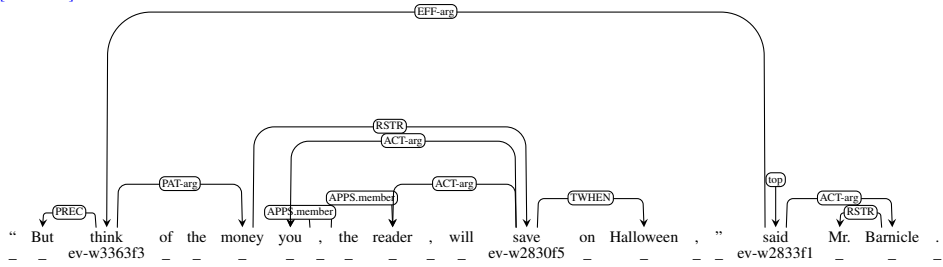 EFF-arg
RSTR
ACT-arg
PAT-arg APPS.member ACT-arg TWHEN top ACT-arg
PREC APPS.member RSTR
“ But think of the money you , the reader , will save on Halloween , ” said Mr. Barnicle .
_ _ ev-w3363f3 _ _ _ _ _ _ _ _ _ ev-w2830f5 _ _ _ _ ev-w2833f1 _ _ _